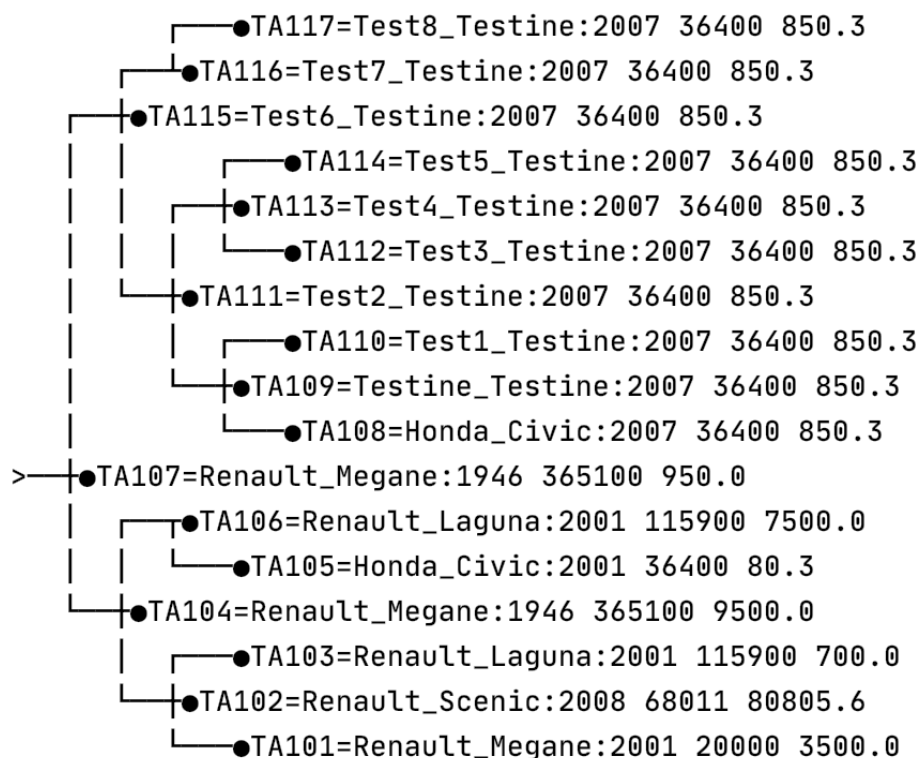 TA117=Test8_Testine:2007 36400 850.3
TA116=Test7_Testine:2007 36400 850.3
TA115=Test6_Testine:2007 36400 850.3
TA114=Test5_Testine:2007 36400 850.3
TA113=Test4_Testine:2007 36400 850.3
TA112=Test3_Testine:2007 36400 850.3
TA111=Test2_Testine:2007 36400 850.3
TA110=Test1_Testine:2007 36400 850.3
TA109=Testine_Testine:2007 36400 850.3
TA108=Honda_Civic:2007 36400 850.3
TA107=Renault_Megane:1946 365100 950.0
TA106=Renault_Laguna:2001 115900 7500.0
TA105=Honda_Civic:2001 36400 80.3
TA104=Renault_Megane:1946 365100 9500.0
TA103=Renault_Laguna:2001 115900 700.0
TA102=Renault_Scenic:2008 68011 80805.6
TA101=Renault_Megane:2001 20000 3500.0